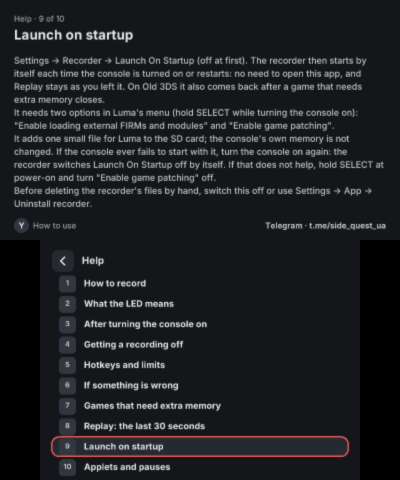 Help · 9 of 10
Launch on startup
Settings → Recorder → Launch On Startup (off at first). The recorder then starts by
itself each time the console is turned on or restarts: no need to open this app, and
Replay stays as you left it. On Old 3DS it also comes back after a game that needs
extra memory closes.
It needs two options in Luma's menu (hold SELECT while turning the console on):
"Enable loading external FIRMs and modules" and "Enable game patching".
It adds one small file for Luma to the SD card; the console's own memory is not
changed. If the console ever fails to start with it, turn the console on again: the
recorder switches Launch On Startup off by itself. If that does not help, hold SELECT at
power-on and turn "Enable game patching" off.
Before deleting the recorder's files by hand, switch this off or use Settings → App →
Uninstall recorder.
Y How to use
Telegram · t.me/side_quest_ua
Help
1 How to record
2 What the LED means
3 After turning the console on
4 Getting a recording off
5 Hotkeys and limits
6 If something is wrong
7 Games that need extra memory
8 Replay: the last 30 seconds
9 Launch on startup
10 Applets and pauses